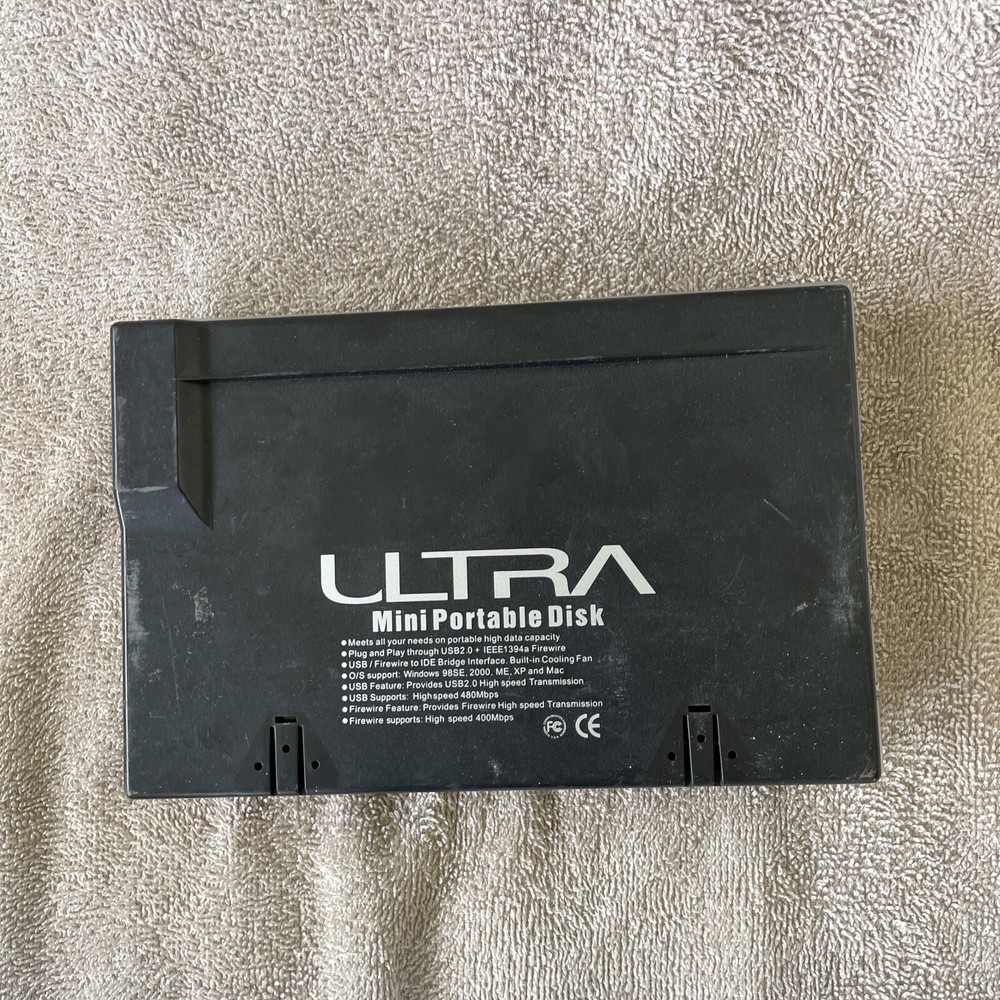 ULTRA
Mini Portable Disk
● Meets all your needs on portable high data capacity
● Plug and Play through USB2.0 + IEEE1394a Firewire
● USB / Firewire to IDE Bridge Interface. Built-in Cooling Fan
● O/S support: Windows 98SE, 2000, ME, XP and Mac
● USB Feature: Provides USB2.0 High speed Transmission
● USB Supports: High speed 480Mbps
● Firewire Feature: Provides Firewire High speed Transmission
● Firewire supports: High speed 400Mbps
FC CE